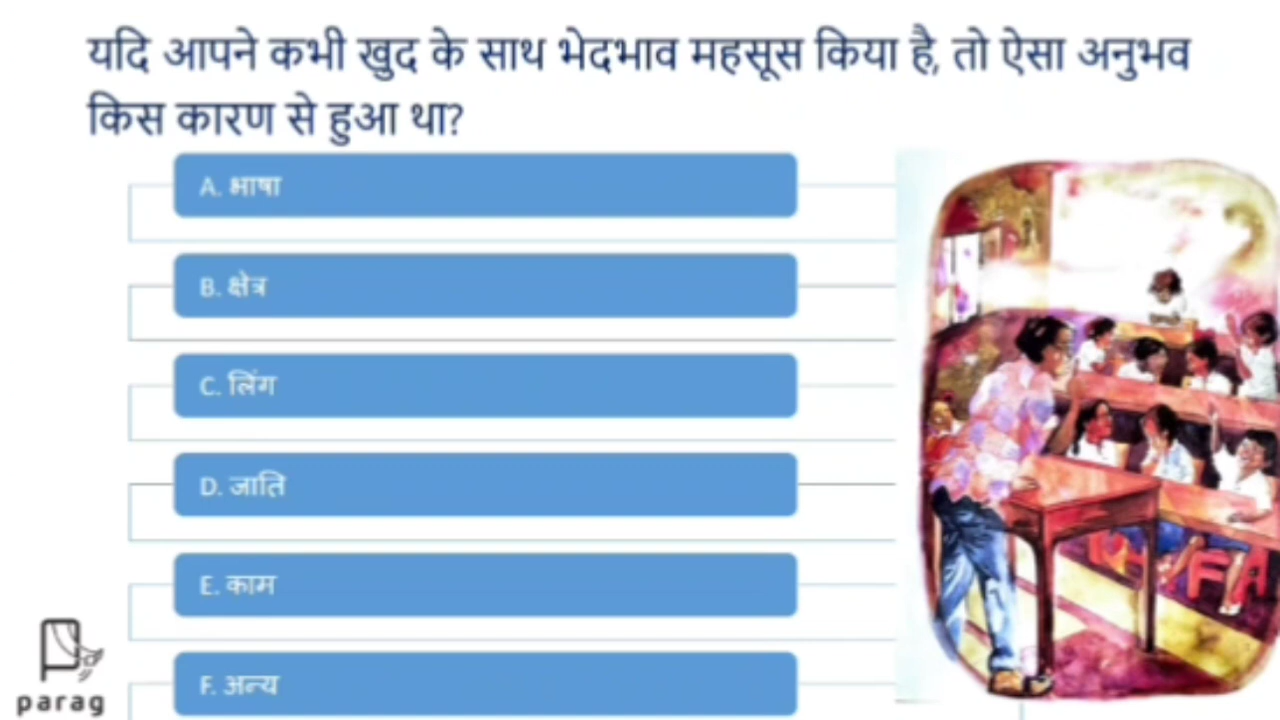 यदि आपने कभी खुद के साथ भेदभाव महसूस किया है, तो ऐसा अनुभव
किस कारण से हुआ था?
A. भाषा
B. क्षेत्र
C. लिंग
D. जाति
E. काम
F. अन्य
parag